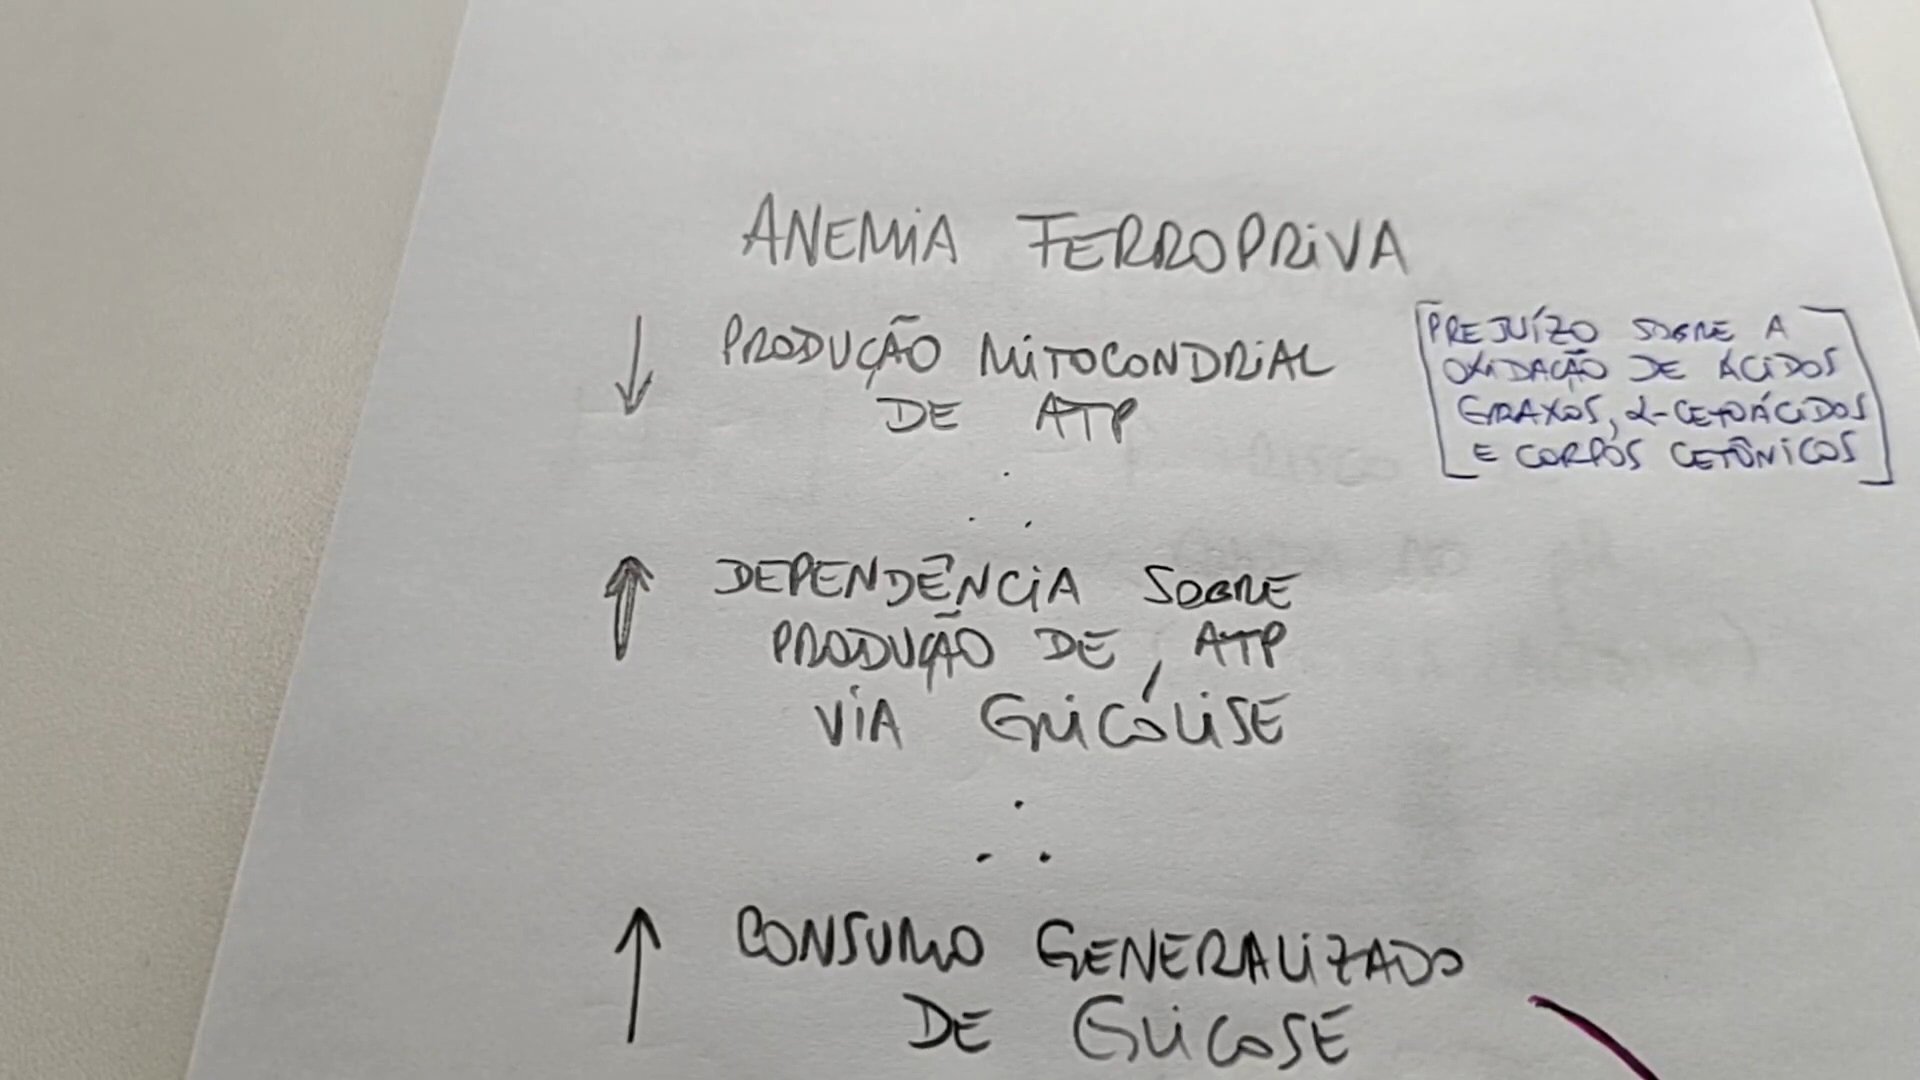 ANEMIA FERROPRIVA
↓ PRODUÇÃO MITOCONDRIAL
DE ATP
[PREJUÍZO SOBRE A
OXIDAÇÃO DE ÁCIDOS
GRAXOS, α-CETOÁCIDOS
E CORPOS CETÔNICOS]
∴
↑ DEPENDÊNCIA SOBRE
PRODUÇÃO DE ATP
VIA GLICÓLISE
∴
↑ CONSUMO GENERALIZADO
DE GLICOSE